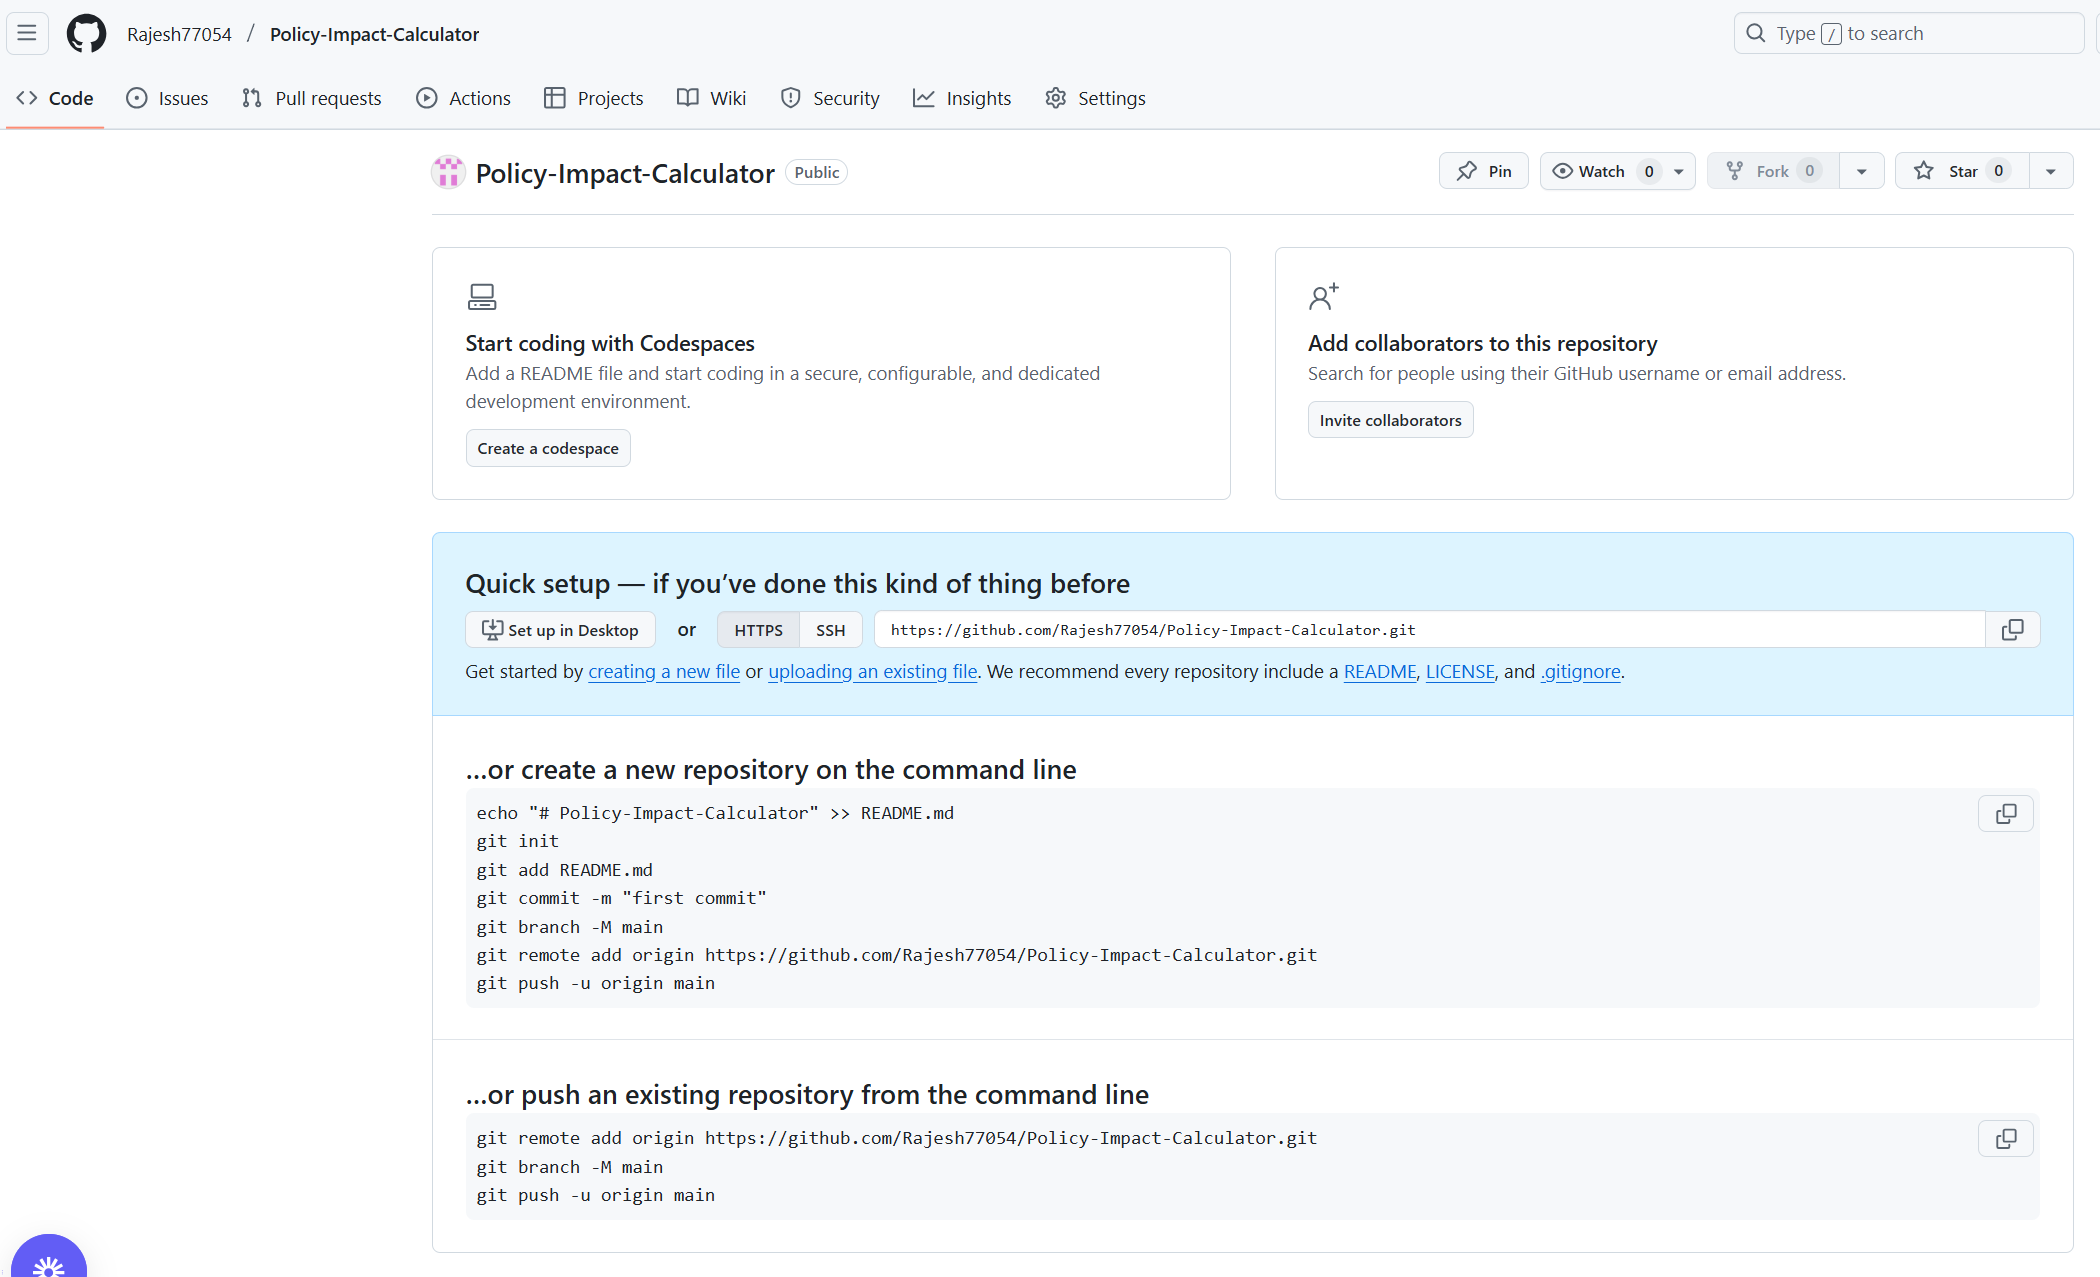 Rajesh77054 / Policy-Impact-Calculator
Type / to search
Code Issues Pull requests Actions Projects Wiki Security Insights Settings
Policy-Impact-Calculator Public
Pin Watch 0 Fork 0 Star 0
Start coding with Codespaces
Add a README file and start coding in a secure, configurable, and dedicated
development environment.
Create a codespace
Add collaborators to this repository
Search for people using their GitHub username or email address.
Invite collaborators
Quick setup — if you’ve done this kind of thing before
Set up in Desktop or HTTPS SSH https://github.com/Rajesh77054/Policy-Impact-Calculator.git
Get started by creating a new file or uploading an existing file. We recommend every repository include a README, LICENSE, and .gitignore.
…or create a new repository on the command line
echo "# Policy-Impact-Calculator" >> README.md
git init
git add README.md
git commit -m "first commit"
git branch -M main
git remote add origin https://github.com/Rajesh77054/Policy-Impact-Calculator.git
git push -u origin main
…or push an existing repository from the command line
git remote add origin https://github.com/Rajesh77054/Policy-Impact-Calculator.git
git branch -M main
git push -u origin main